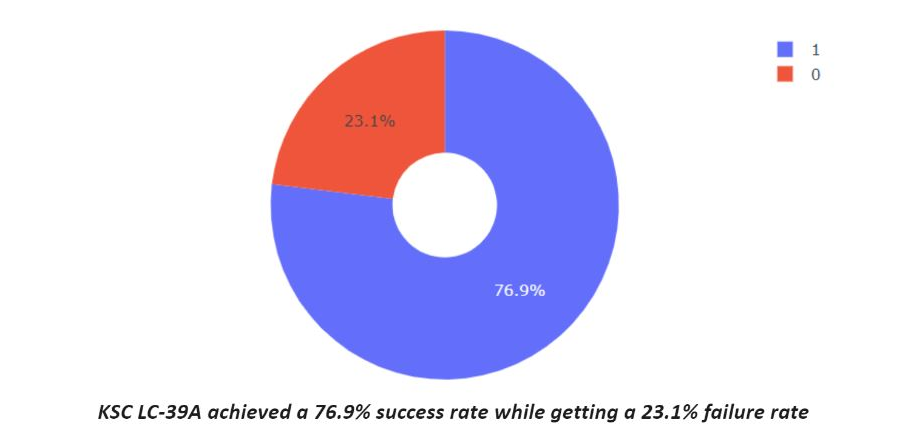 1
0
23.1%
76.9%
KSC LC-39A achieved a 76.9% success rate while getting a 23.1% failure rate